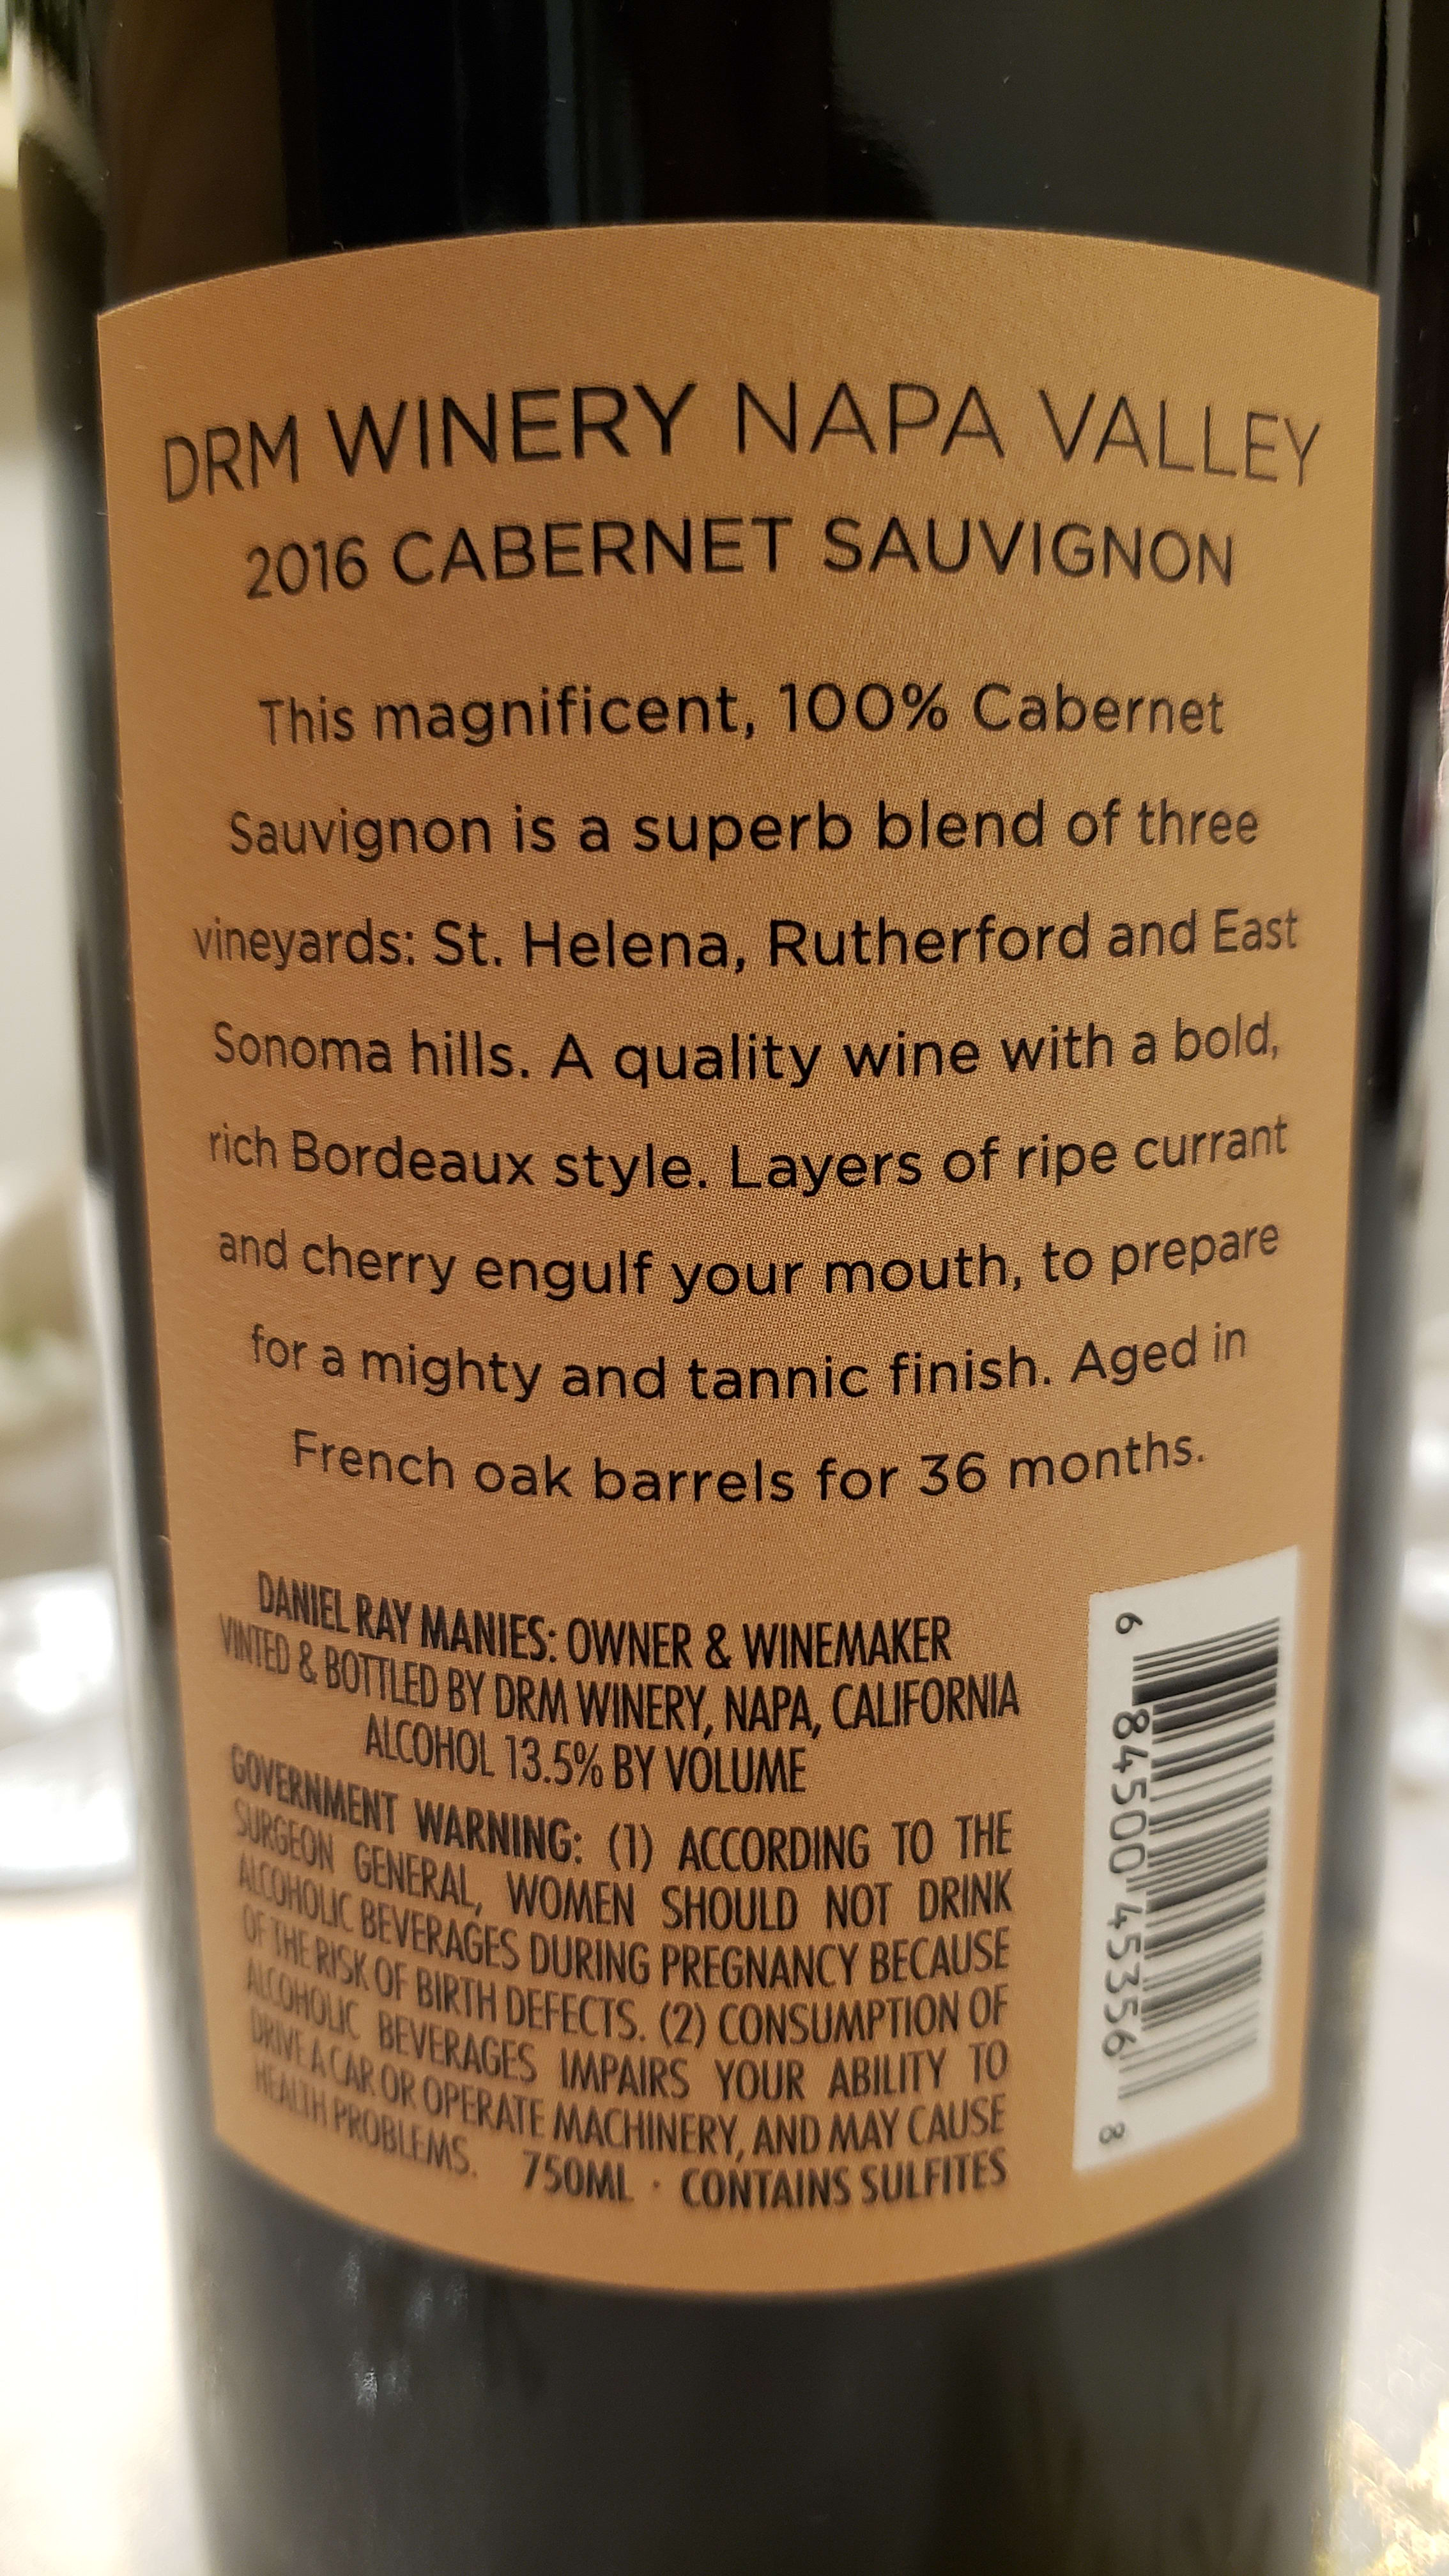 DRM WINERY NAPA VALLEY
2016 CABERNET SAUVIGNON
This magnificent, 100% Cabernet
Sauvignon is a superb blend of three
vineyards: St. Helena, Rutherford and East
Sonoma hills. A quality wine with a bold,
rich Bordeaux style. Layers of ripe currant
and cherry engulf your mouth, to prepare
for a mighty and tannic finish. Aged in
French oak barrels for 36 months.
DANIEL RAY MANIES: OWNER & WINEMAKER
VINTED & BOTTLED BY DRM WINERY, NAPA, CALIFORNIA
ALCOHOL 13.5% BY VOLUME
GOVERNMENT WARNING: (1) ACCORDING TO THE
SURGEON GENERAL, WOMEN SHOULD NOT DRINK
ALCOHOLIC BEVERAGES DURING PREGNANCY BECAUSE
OF THE RISK OF BIRTH DEFECTS. (2) CONSUMPTION OF
ALCOHOLIC BEVERAGES IMPAIRS YOUR ABILITY TO
DRIVE A CAR OR OPERATE MACHINERY, AND MAY CAUSE
HEALTH PROBLEMS. 750ML · CONTAINS SULFITES
6 84500 45356 8